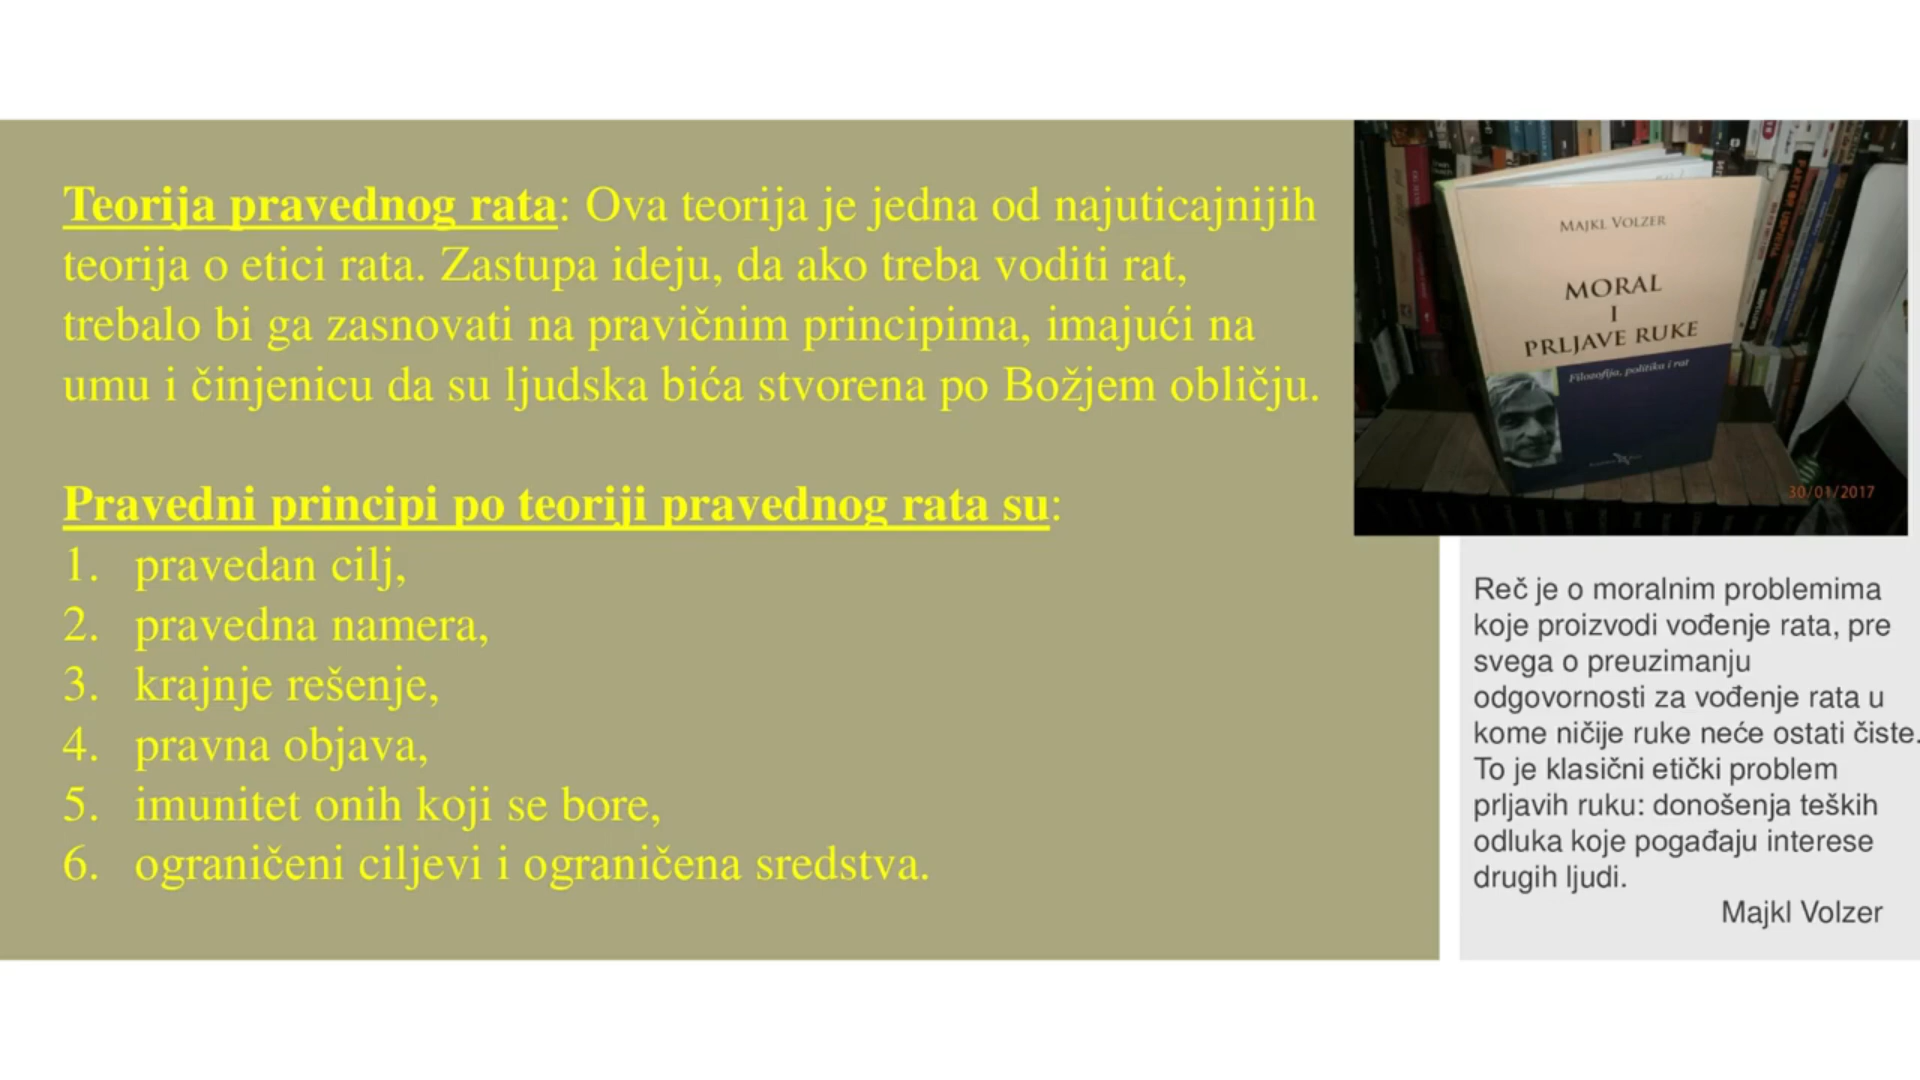 Teorija pravednog rata: Ova teorija je jedna od najuticajnijih
teorija o etici rata. Zastupa ideju, da ako treba voditi rat,
trebalo bi ga zasnovati na pravičnim principima, imajući na
umu i činjenicu da su ljudska bića stvorena po Božjem obličju.
Pravedni principi po teoriji pravednog rata su:
1. pravedan cilj,
2. pravedna namera,
3. krajnje rešenje,
4. pravna objava,
5. imunitet onih koji se bore,
6. ograničeni ciljevi i ograničena sredstva.
MAJKL VOLZER
MORAL
I
PRLJAVE RUKE
Filozofija, politika i rat
30/01/2017
Reč je o moralnim problemima
koje proizvodi vođenje rata, pre
svega o preuzimanju
odgovornosti za vođenje rata u
kome ničije ruke neće ostati čiste.
To je klasični etički problem
prljavih ruku: donošenja teških
odluka koje pogađaju interese
drugih ljudi.
Majkl Volzer